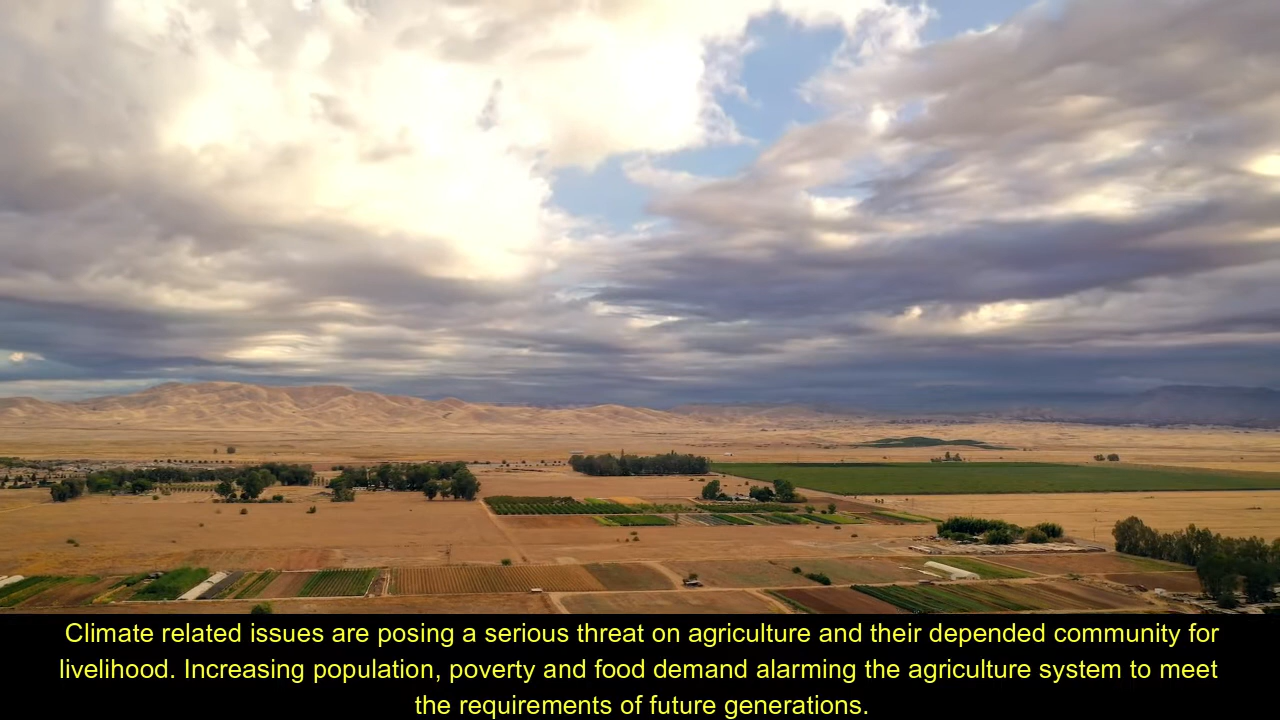 Climate related issues are posing a serious threat on agriculture and their depended community for
livelihood. Increasing population, poverty and food demand alarming the agriculture system to meet
the requirements of future generations.